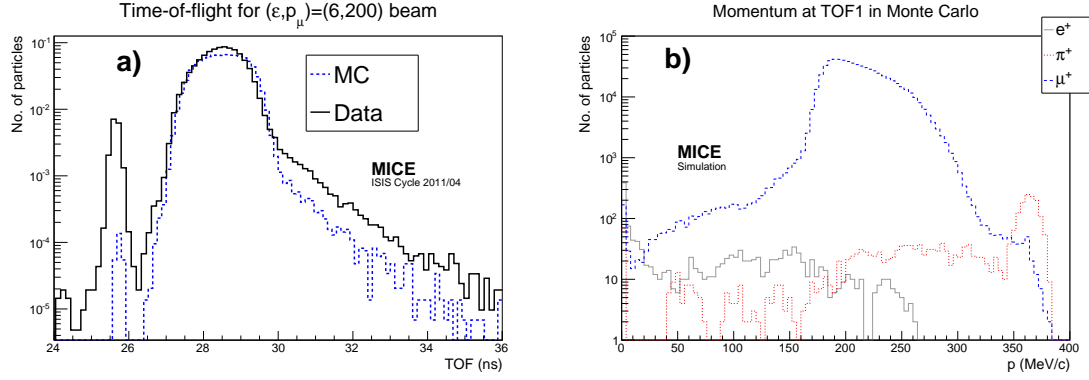 Time-of-flight for (ε,pμ)=(6,200) beam
No. of particles
10⁻¹
10⁻²
10⁻³
10⁻⁴
10⁻⁵
a)
MC
Data
MICE
ISIS Cycle 2011/04
24 26 28 30 32 34 36
TOF (ns)
Momentum at TOF1 in Monte Carlo
No. of particles
10⁵
10⁴
10³
10²
10
1
b)
e⁺
π⁺
μ⁺
MICE
Simulation
0 50 100 150 200 250 300 350 400
p (MeV/c)